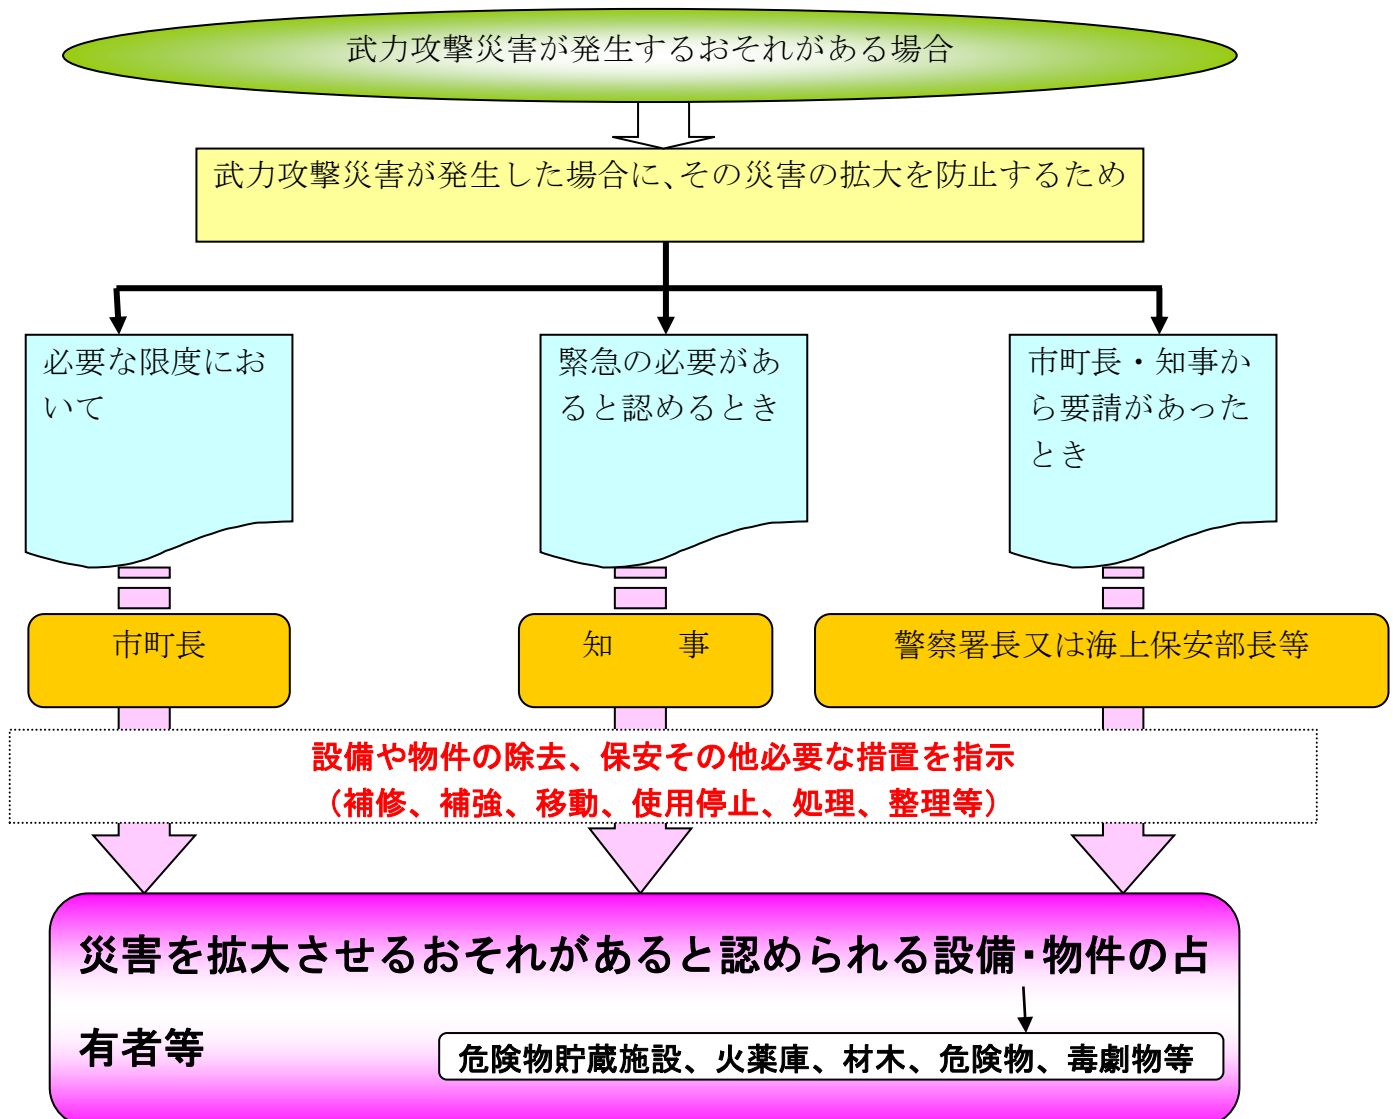 武力攻撃災害が発生するおそれがある場合
武力攻撃災害が発生した場合に、その災害の拡大を防止するため
必要な限度にお
いて
緊急の必要があ
ると認めるとき
市町長・知事か
ら要請があった
とき
市町長
知　　事
警察署長又は海上保安部長等
設備や物件の除去、保安その他必要な措置を指示
（補修、補強、移動、使用停止、処理、整理等）
災害を拡大させるおそれがあると認められる設備・物件の占
有者等
危険物貯蔵施設、火薬庫、材木、危険物、毒劇物等